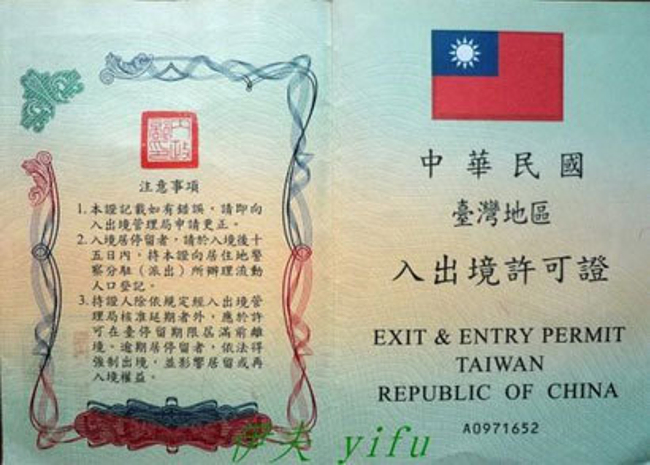 內政
部印
注意事項
1. 本證記載如有錯誤，請即向
入出境管理局申請更正。
2. 入境居停留者，請於入境後十
五日內，持本證向居住地警
察分駐（派出）所辦理流動
人口登記。
3. 持證人除依規定經入出境管
理局核准延期者外，應於許
可在臺停留期限屆滿前離
境。逾期居停留者，依法得
強制出境，並影響居留或再
入境權益。
中華民國
臺灣地區
入出境許可證
EXIT & ENTRY PERMIT
TAIWAN
REPUBLIC OF CHINA
A0971652
伊夫 yifu